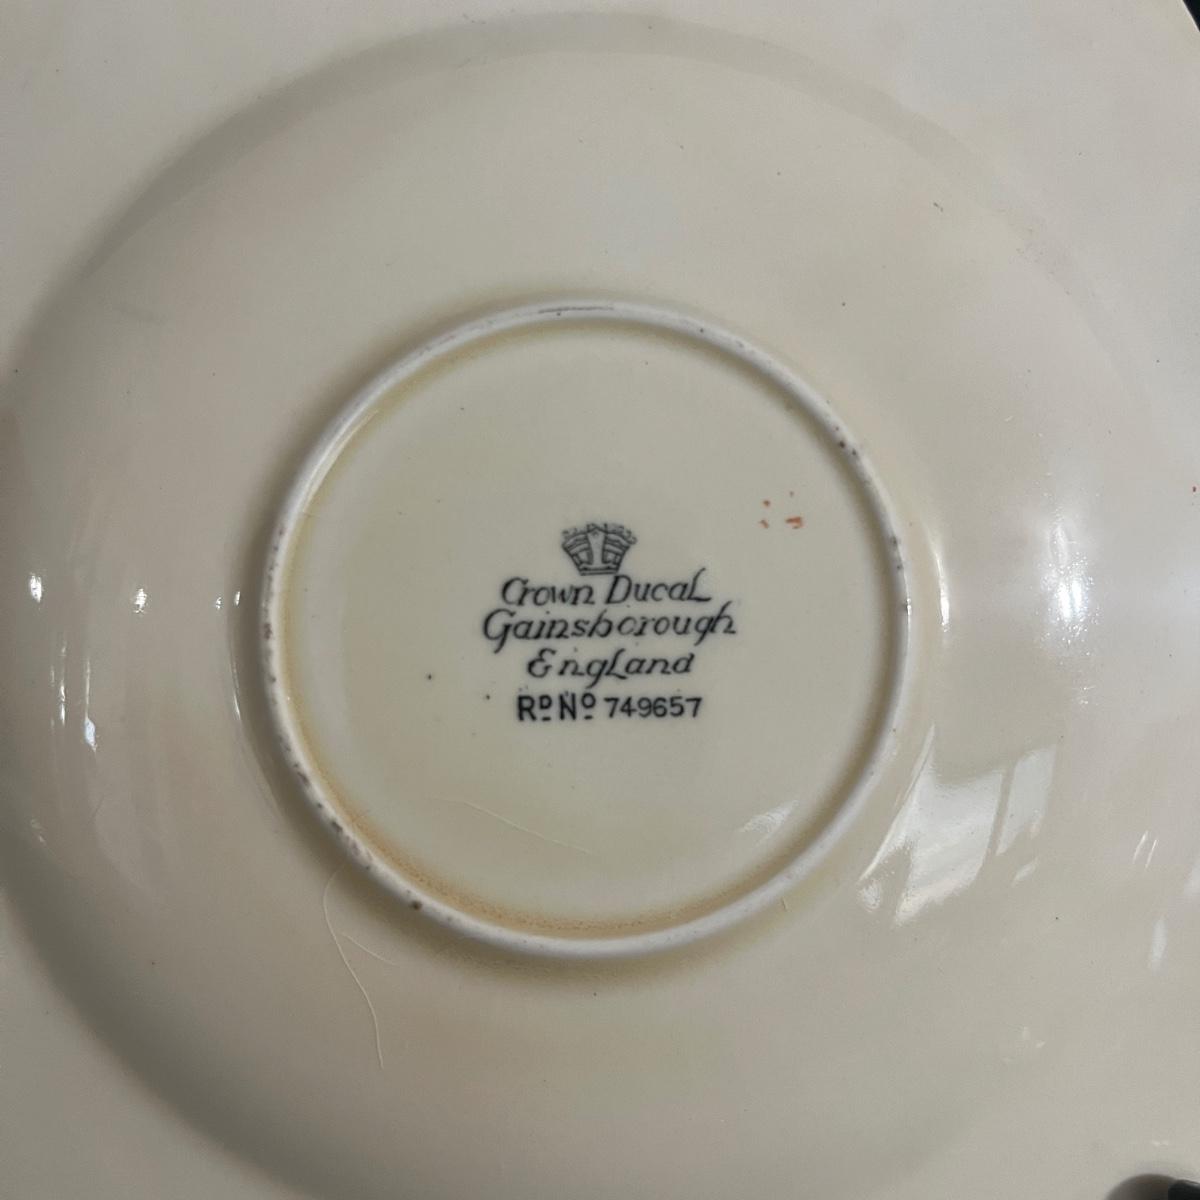 Crown Ducal
Gainsborough
England
Rᴰ Nº 749657